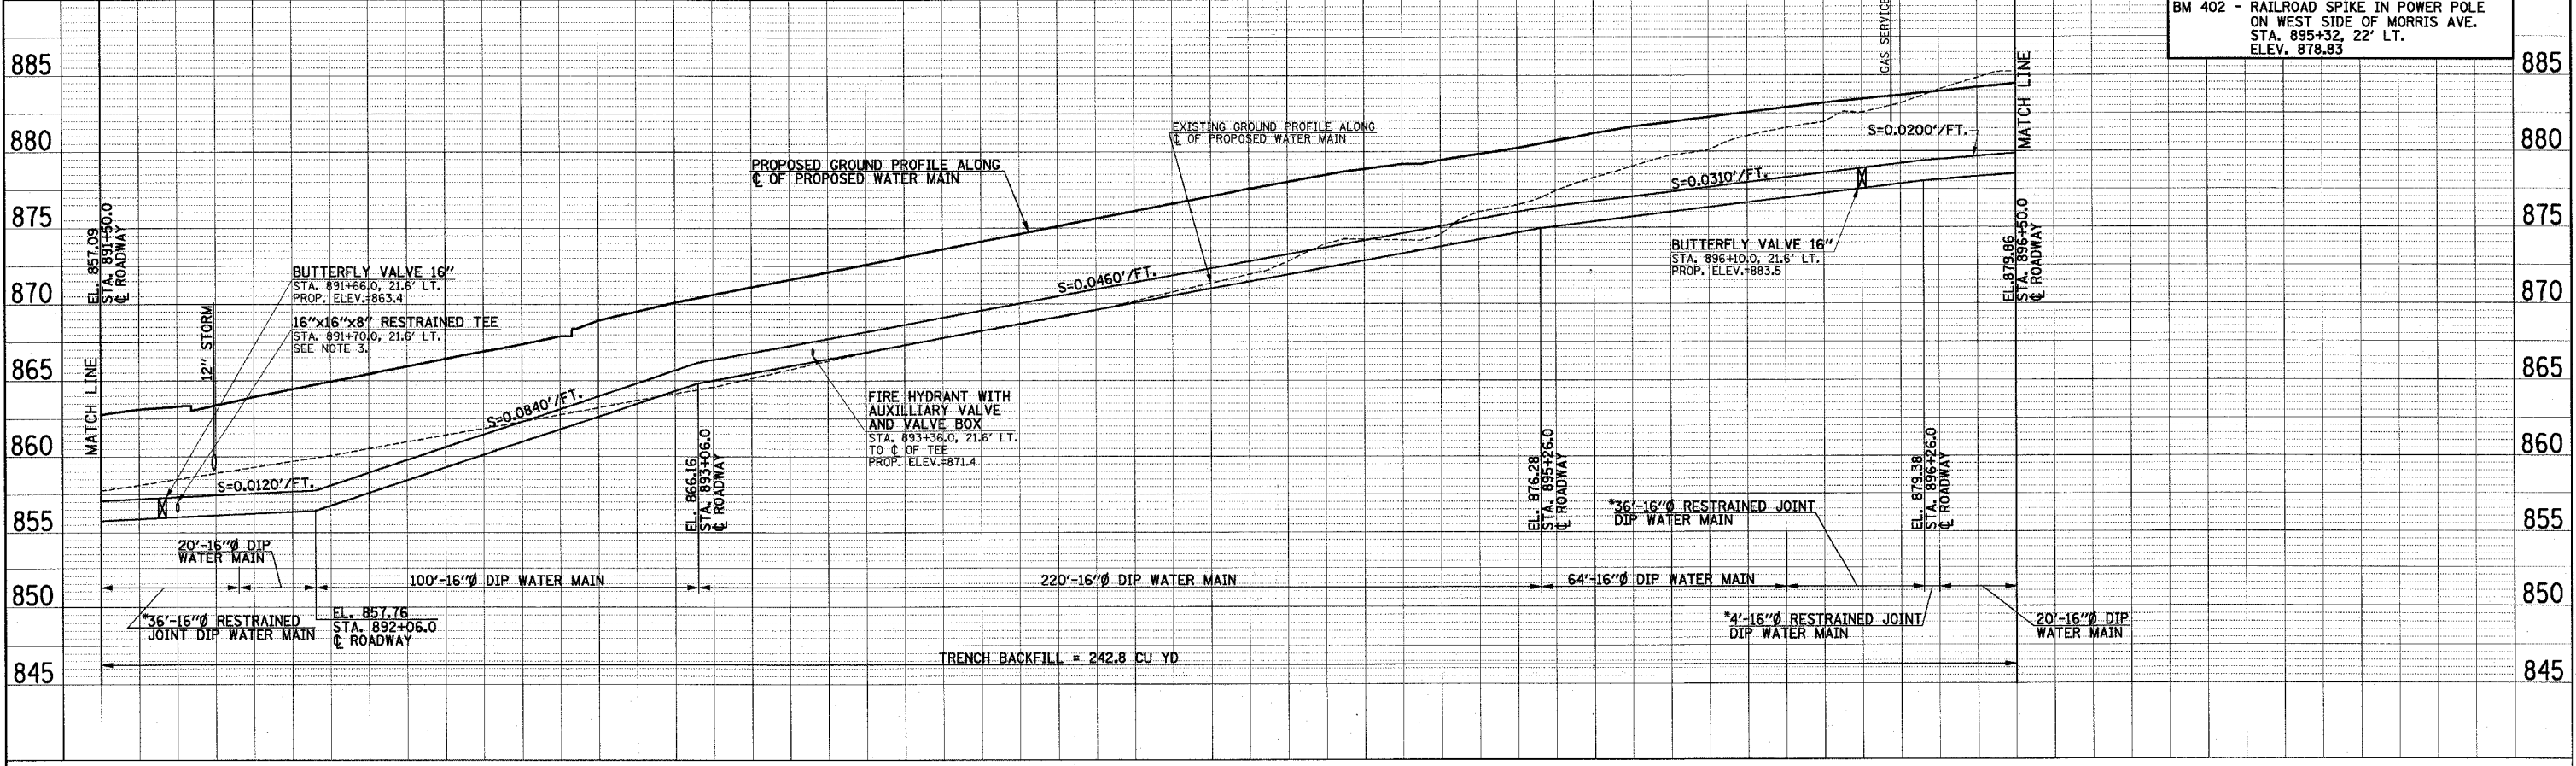 BM 402 - RAILROAD SPIKE IN POWER POLE
ON WEST SIDE OF MORRIS AVE.
STA. 895+32, 22' LT.
ELEV. 878.83
GAS SERVICE
885
880
875
870
865
860
855
850
845
885
880
875
870
865
860
855
850
845
MATCH LINE
EL. 857.09
STA. 891+50.0
℄ ROADWAY
12" STORM
BUTTERFLY VALVE 16"
STA. 891+66.0, 21.6' LT.
PROP. ELEV.=863.4
16"x16"x8" RESTRAINED TEE
STA. 891+70.0, 21.6' LT.
SEE NOTE 3.
S=0.0120'/FT.
S=0.0840'/FT.
PROPOSED GROUND PROFILE ALONG
℄ OF PROPOSED WATER MAIN
EXISTING GROUND PROFILE ALONG
℄ OF PROPOSED WATER MAIN
S=0.0460'/FT.
FIRE HYDRANT WITH
AUXILLIARY VALVE
AND VALVE BOX
STA. 893+36.0, 21.6' LT.
TO ℄ OF TEE
PROP. ELEV.=871.4
EL. 866.16
STA. 893+06.0
℄ ROADWAY
EL. 876.28
STA. 895+26.0
℄ ROADWAY
S=0.0310'/FT.
S=0.0200'/FT.
BUTTERFLY VALVE 16"
STA. 896+10.0, 21.6' LT.
PROP. ELEV.=883.5
EL. 879.38
STA. 896+26.0
℄ ROADWAY
MATCH LINE
EL.879.86
STA. 896+50.0
℄ ROADWAY
20'-16"Ø DIP
WATER MAIN
*36'-16"Ø RESTRAINED
JOINT DIP WATER MAIN
EL. 857.76
STA. 892+06.0
℄ ROADWAY
100'-16"Ø DIP WATER MAIN
220'-16"Ø DIP WATER MAIN
64'-16"Ø DIP WATER MAIN
*36'-16"Ø RESTRAINED JOINT
DIP WATER MAIN
*4'-16"Ø RESTRAINED JOINT
DIP WATER MAIN
20'-16"Ø DIP
WATER MAIN
TRENCH BACKFILL = 242.8 CU YD